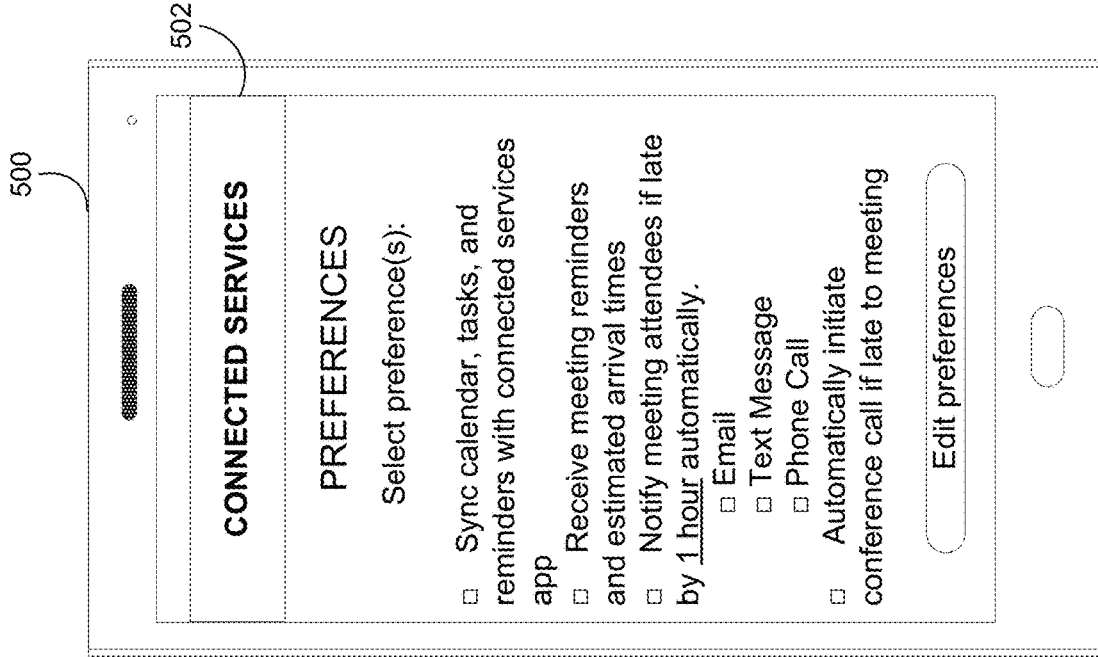 500
502
CONNECTED SERVICES
PREFERENCES
Select preference(s):
□ Sync calendar, tasks, and
reminders with connected services
app
□ Receive meeting reminders
and estimated arrival times
□ Notify meeting attendees if late
by 1 hour automatically.
□ Email
□ Text Message
□ Phone Call
□ Automatically initiate
conference call if late to meeting
Edit preferences